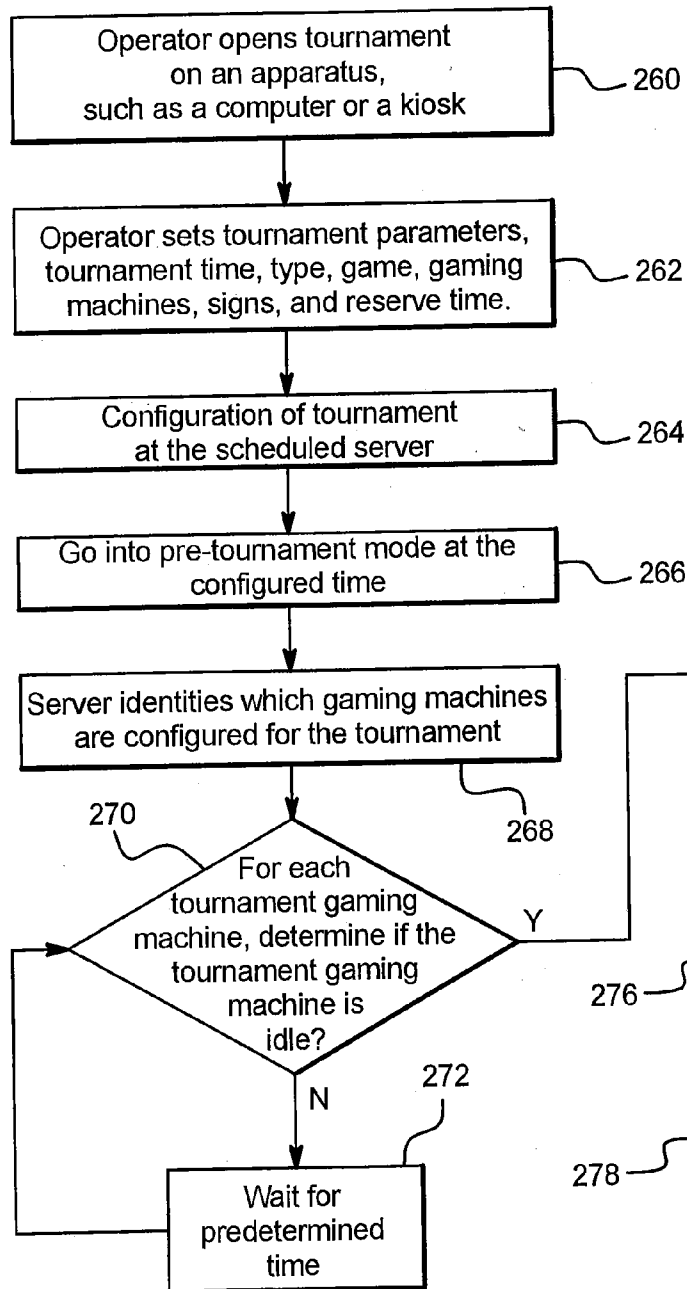 Operator opens tournament
on an apparatus,
such as a computer or a kiosk
260
Operator sets tournament parameters,
tournament time, type, game, gaming
machines, signs, and reserve time.
262
Configuration of tournament
at the scheduled server
264
Go into pre-tournament mode at the
configured time
266
Server identities which gaming machines
are configured for the tournament
268
270
For each
tournament gaming
machine, determine if the
tournament gaming
machine is
idle?
Y
N
276
272
Wait for
predetermined
time
278